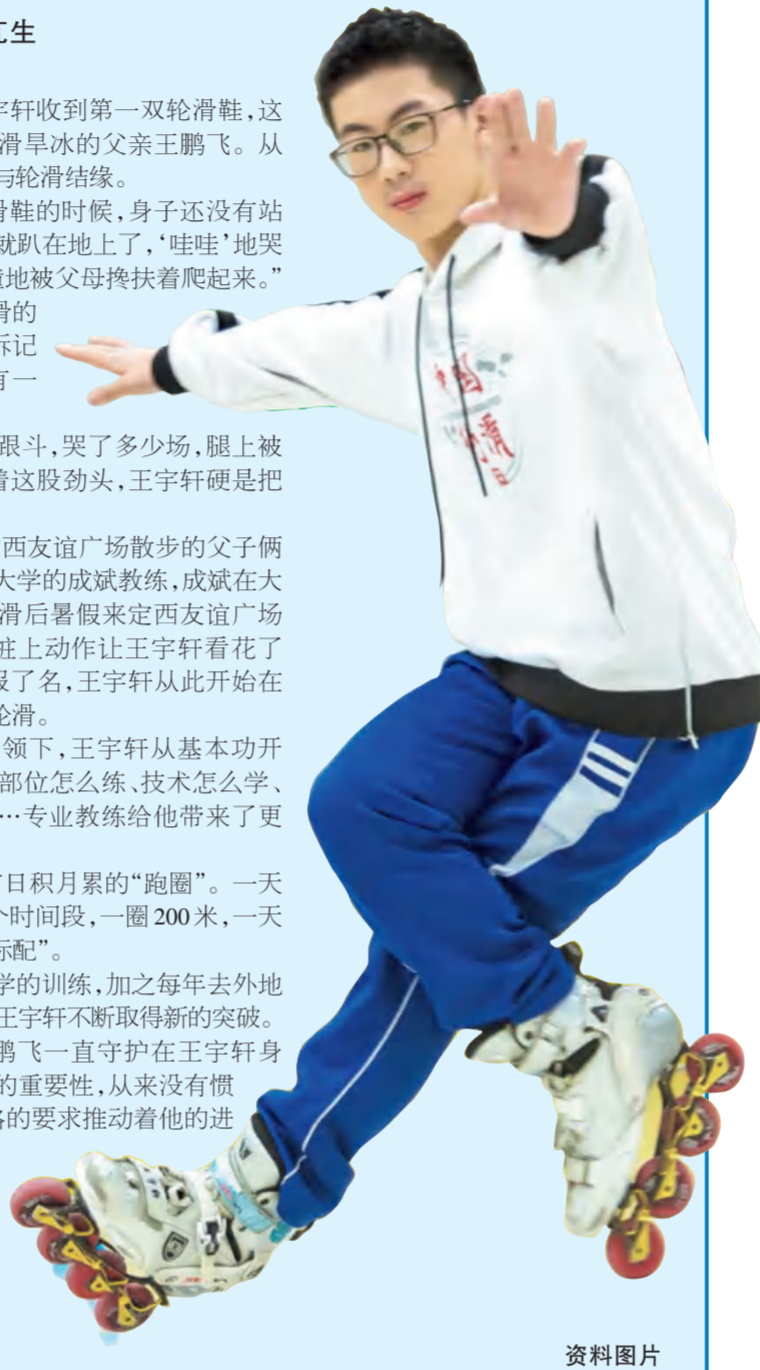 生
宇轩收到第一双轮滑鞋，这
滑旱冰的父亲王鹏飞。从
与轮滑结缘。
滑鞋的时候，身子还没有站
就趴在地上了，‘哇哇’地哭
地被父母搀扶着爬起来。”
滑的
诉记
有一
跟斗，哭了多少场，腿上被
着这股劲头，王宇轩硬是把
西友谊广场散步的父子俩
大学的成斌教练，成斌在大
滑后暑假来定西友谊广场
桩上动作让王宇轩看花了
报了名，王宇轩从此开始在
轮滑。
领下，王宇轩从基本功开
部位怎么练、技术怎么学、
…专业教练给他带来了更
日积月累的“跑圈”。一天
个时间段，一圈200米，一天
标配”。
学的训练，加之每年去外地
王宇轩不断取得新的突破。
鹏飞一直守护在王宇轩身
的重要性，从来没有惯
格的要求推动着他的进
中国
滑
资料图片